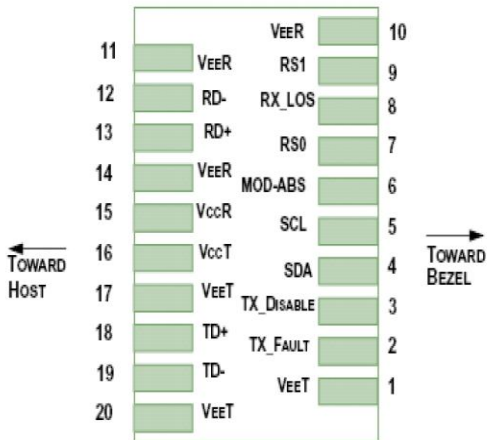 VEER 10
11 VEER
RS1 9
12 RD-
RX_LOS 8
13 RD+
RS0 7
14 VEER
MOD-ABS 6
15 VCCR
SCL 5
16 VCCT
TOWARD HOST
TOWARD BEZEL
SDA 4
17 VEET
TX_DISABLE 3
18 TD+
TX_FAULT 2
19 TD-
VEET 1
20 VEET